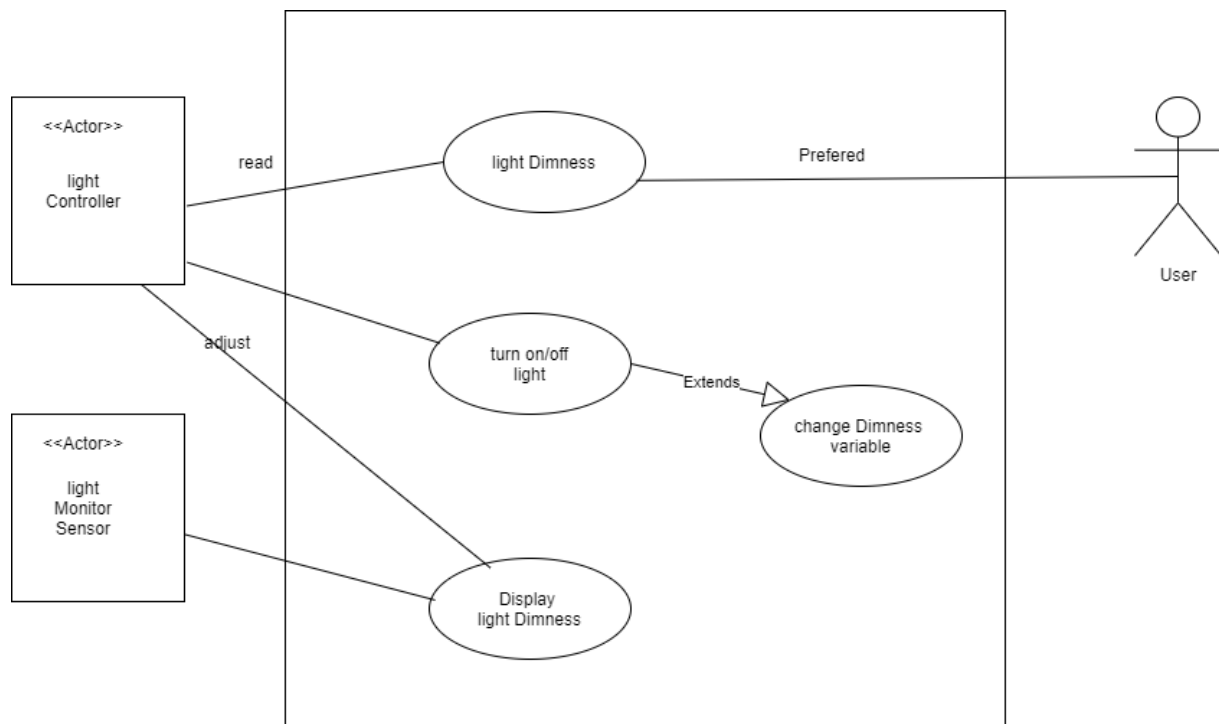 <<Actor>>
light
Controller
read
light Dimness
Prefered
User
adjust
turn on/off
light
Extends
change Dimness
variable
<<Actor>>
light
Monitor
Sensor
Display
light Dimness